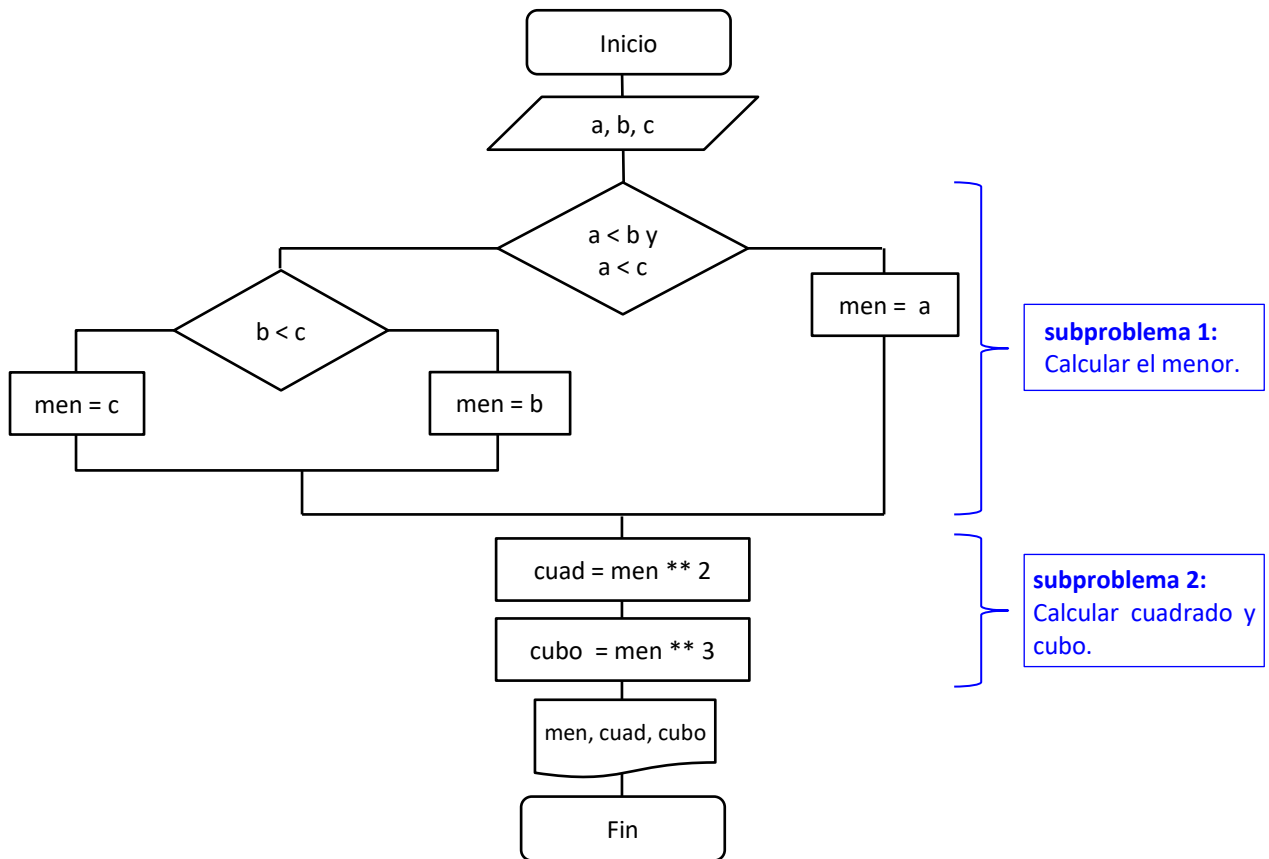 Inicio
a, b, c
a < b y
a < c
men =  a
b < c
men = c
men = b
subproblema 1:
Calcular el menor.
cuad = men ** 2
cubo  = men ** 3
subproblema 2:
Calcular cuadrado y
cubo.
men, cuad, cubo
Fin